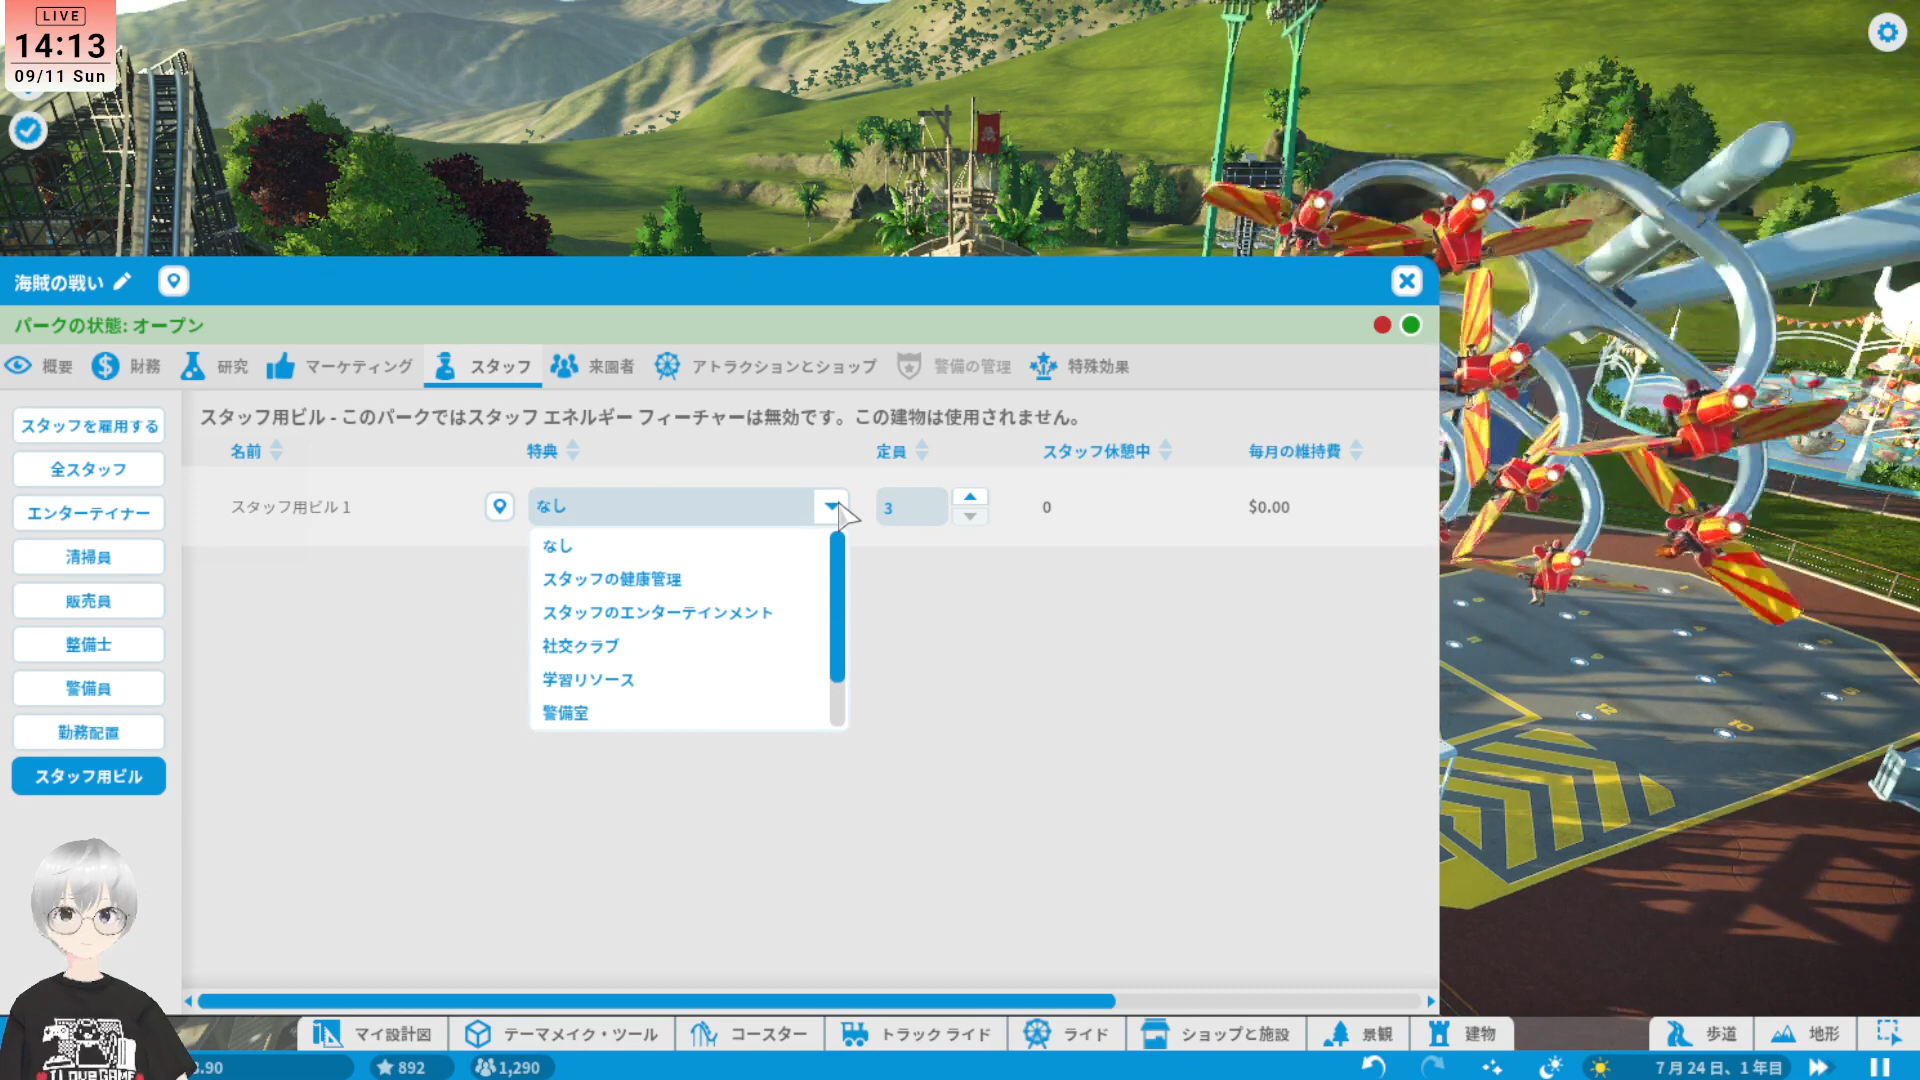 LIVE
14:13
09/11 Sun
海賊の戦い
パークの状態: オープン
概要
財務
研究
マーケティング
スタッフ
来園者
アトラクションとショップ
警備の管理
特殊効果
スタッフを雇用する
全スタッフ
エンターテイナー
清掃員
販売員
整備士
警備員
勤務配置
スタッフ用ビル
スタッフ用ビル - このパークではスタッフ エネルギー フィーチャーは無効です。この建物は使用されません。
名前 特典 定員 スタッフ休憩中 毎月の維持費
スタッフ用ビル 1 なし 3 0 $0.00
なし
スタッフの健康管理
スタッフのエンターテインメント
社交クラブ
学習リソース
警備室
12
10
I LOVE GAME
マイ設計図
テーマメイク・ツール
コースター
トラック ライド
ライド
ショップと施設
景観
建物
歩道
地形
.90
892
1,290
7月 24日、1 年目